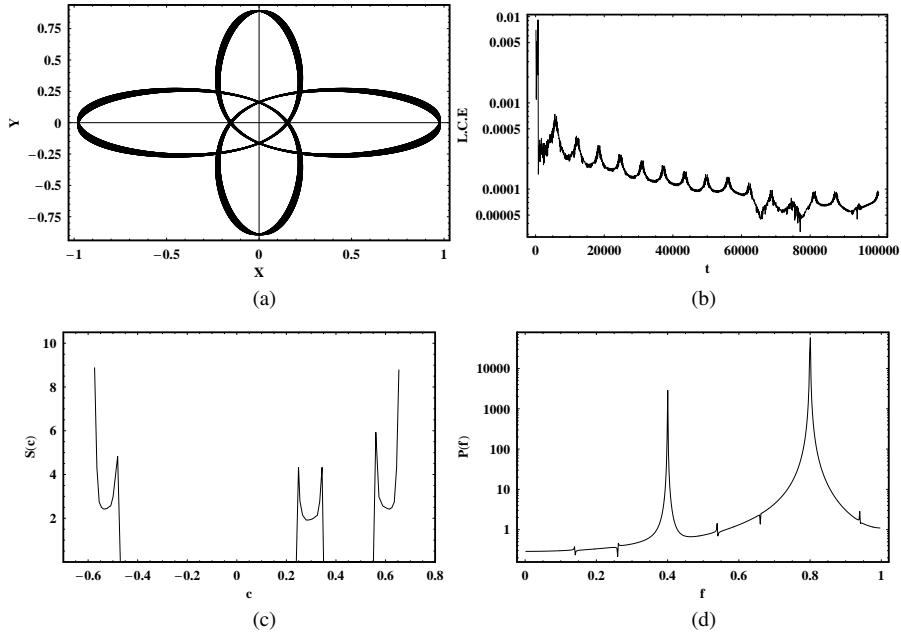 0.75
0.5
0.25
0
−0.25
−0.5
−0.75
−1 −0.5 0 0.5 1
Y
X
(a)
0.01
0.005
0.001
0.0005
0.0001
0.00005
0 20000 40000 60000 80000 100000
L.C.E
t
(b)
10
8
6
4
2
−0.6 −0.4 −0.2 0 0.2 0.4 0.6 0.8
S(c)
c
(c)
10000
1000
100
10
1
0 0.2 0.4 0.6 0.8 1
P(f)
f
(d)